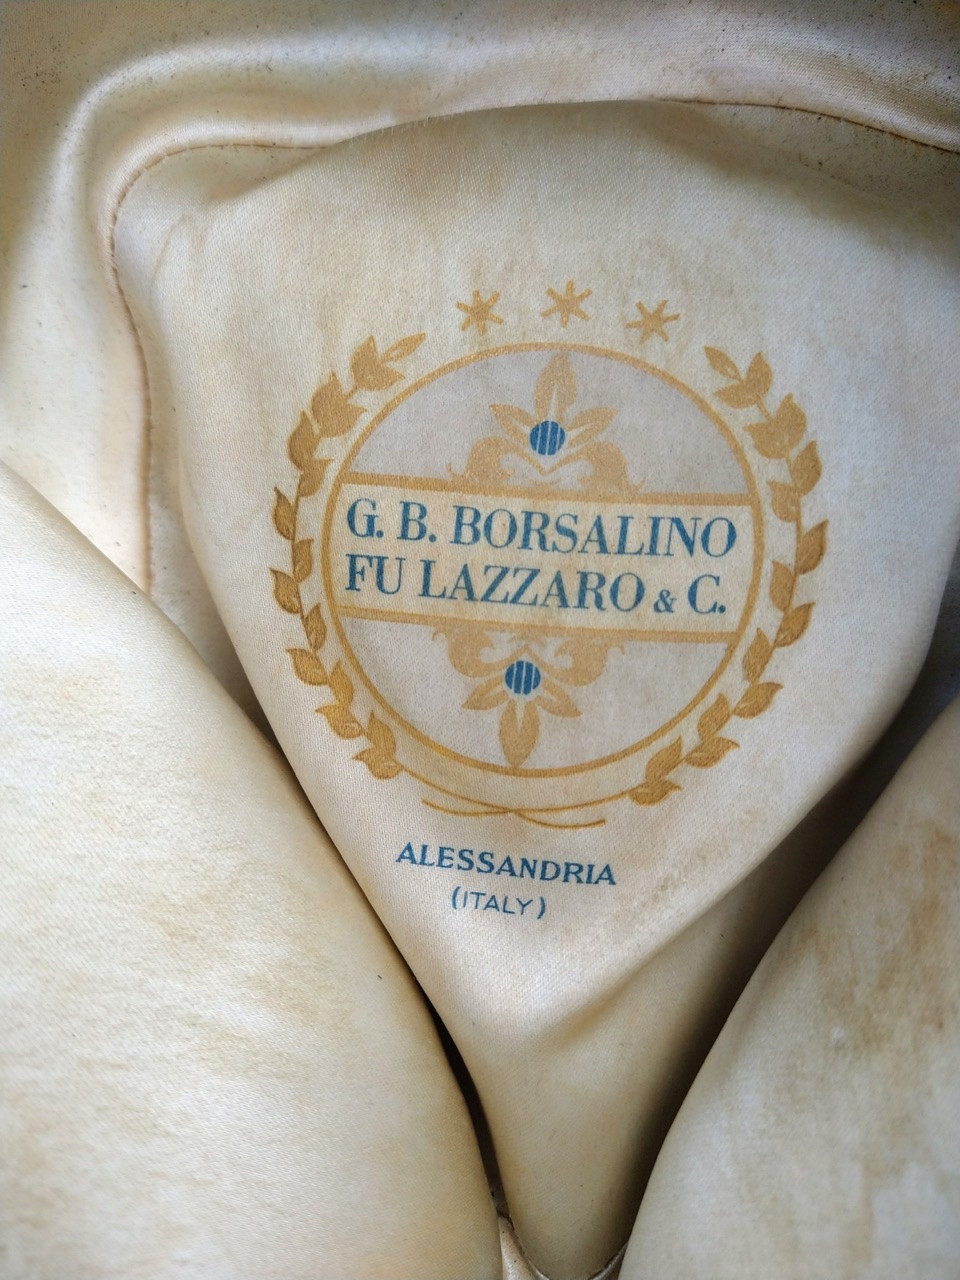 G. B. BORSALINO
FU LAZZARO & C.
ALESSANDRIA
(ITALY)